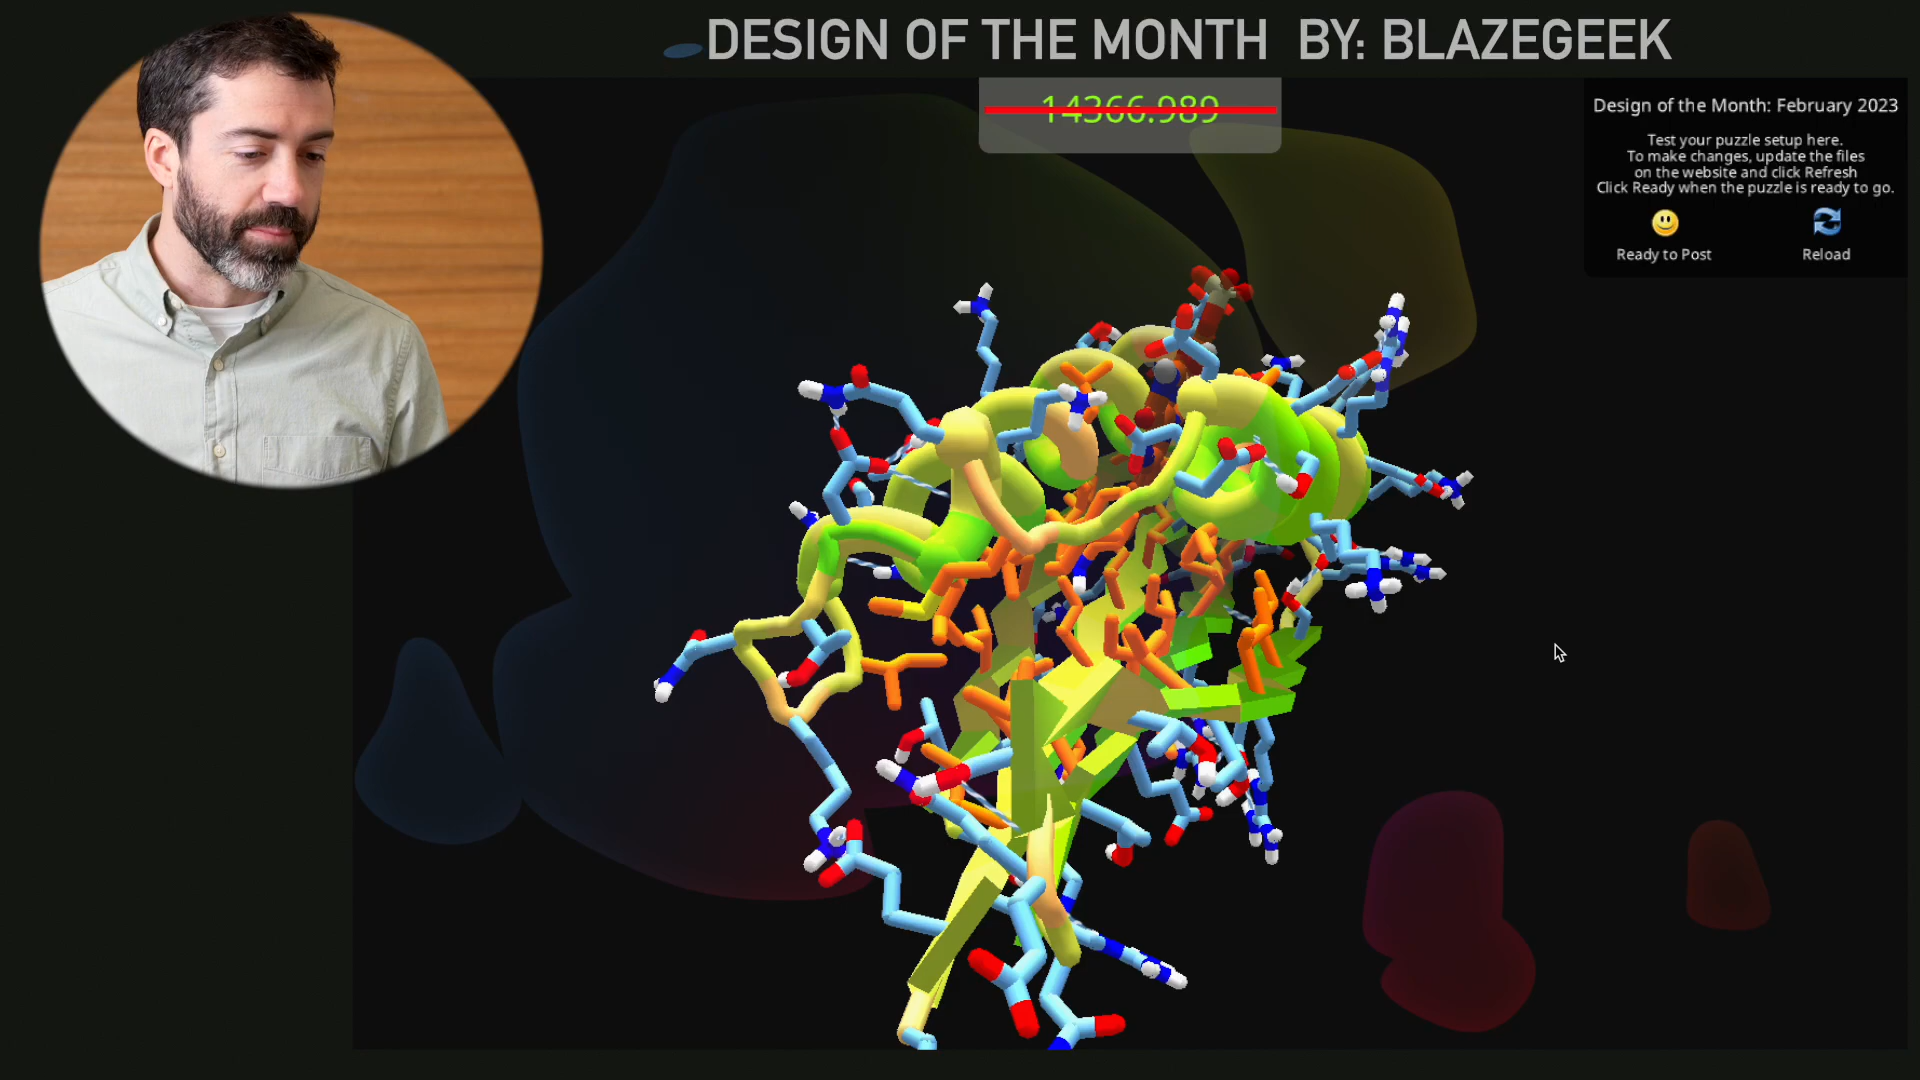 DESIGN OF THE MONTH BY: BLAZEGEEK
14366.989
Design of the Month: February 2023
Test your puzzle setup here.
To make changes, update the files
on the website and click Refresh
Click Ready when the puzzle is ready to go.
Ready to Post
Reload